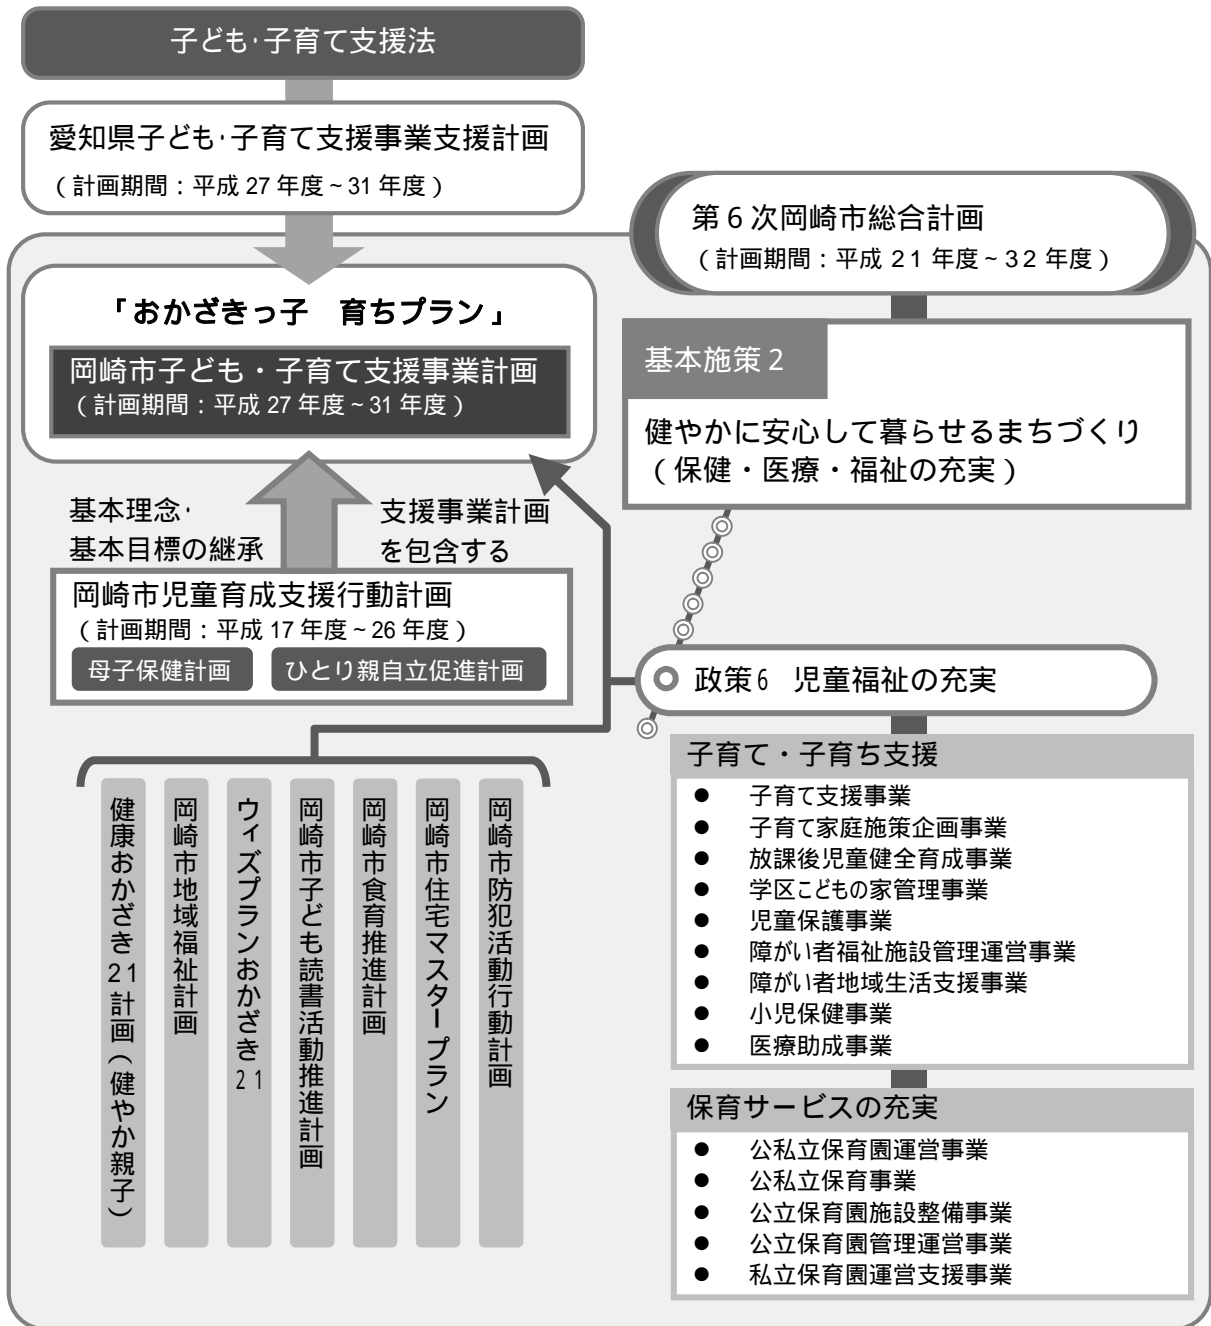 子ども・子育て支援法
愛知県子ども・子育て支援事業支援計画
（計画期間：平成 27 年度～31 年度）
第６次岡崎市総合計画
（計画期間：平成 21 年度～32 年度）
「おかざきっ子　育ちプラン」
岡崎市子ども・子育て支援事業計画
（計画期間：平成 27 年度～31 年度）
基本施策２
健やかに安心して暮らせるまちづくり
（保健・医療・福祉の充実）
基本理念・
基本目標の継承
支援事業計画
を包含する
岡崎市児童育成支援行動計画
（計画期間：平成 17 年度～26 年度）
母子保健計画
ひとり親自立促進計画
政策6　児童福祉の充実
健康おかざき21計画（健やか親子）
岡崎市地域福祉計画
ウィズプランおかざき21
岡崎市子ども読書活動推進計画
岡崎市食育推進計画
岡崎市住宅マスタープラン
岡崎市防犯活動行動計画
子育て・子育ち支援
● 子育て支援事業
● 子育て家庭施策企画事業
● 放課後児童健全育成事業
● 学区こどもの家管理事業
● 児童保護事業
● 障がい者福祉施設管理運営事業
● 障がい者地域生活支援事業
● 小児保健事業
● 医療助成事業
保育サービスの充実
● 公私立保育園運営事業
● 公私立保育事業
● 公立保育園施設整備事業
● 公立保育園管理運営事業
● 私立保育園運営支援事業